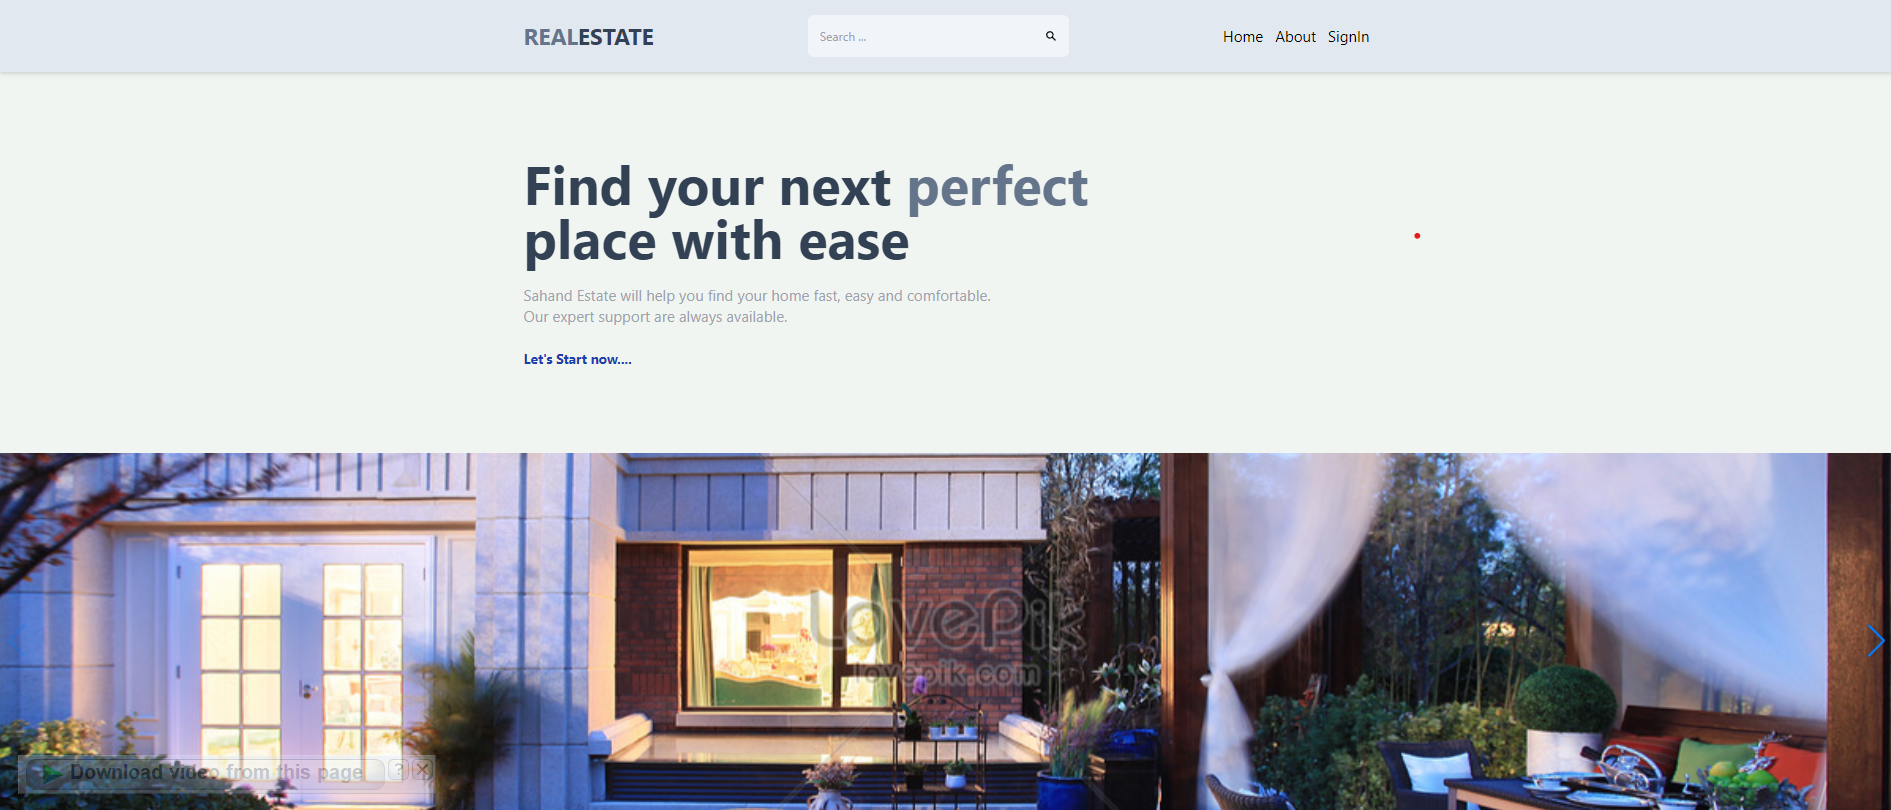 REALESTATE
Search ...
Home About SignIn
Find your next perfect
place with ease
Sahand Estate will help you find your home fast, easy and comfortable.
Our expert support are always available.
Let's Start now....
LovePik
lovepik.com
Download video from this page ?